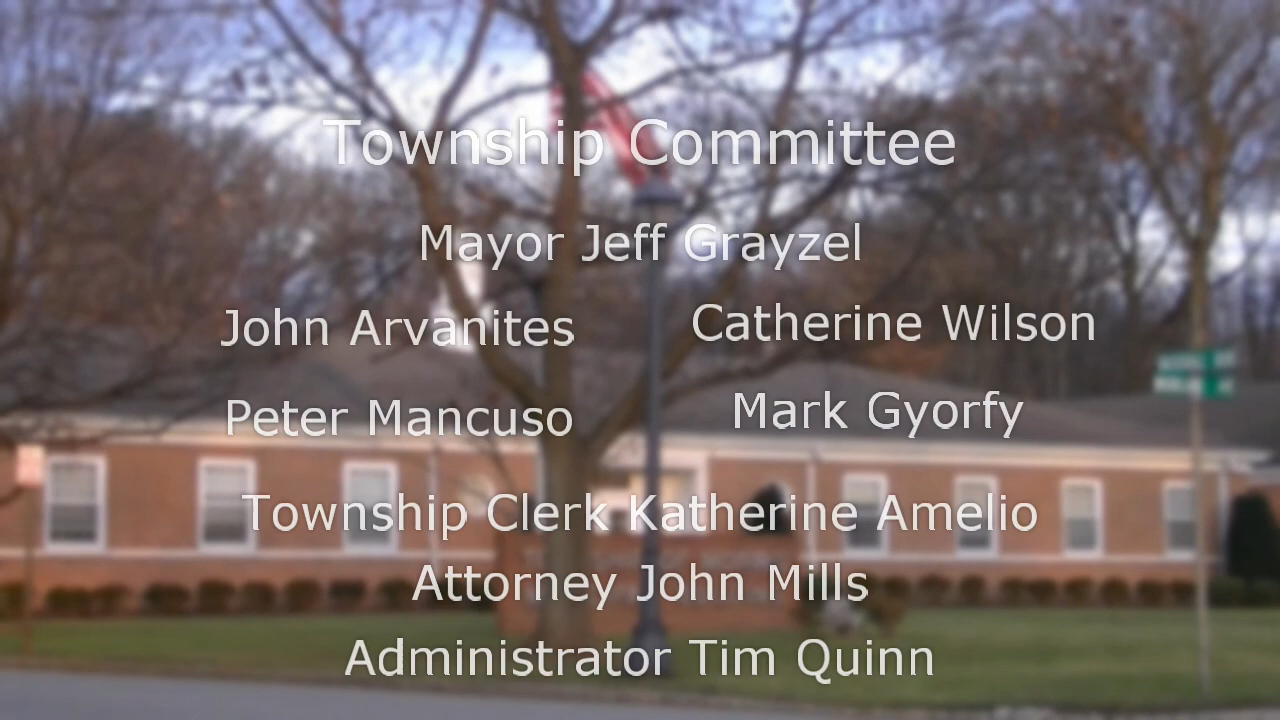 Township Committee
Mayor Jeff Grayzel
John Arvanites
Catherine Wilson
Peter Mancuso
Mark Gyorfy
Township Clerk Katherine Amelio
Attorney John Mills
Administrator Tim Quinn